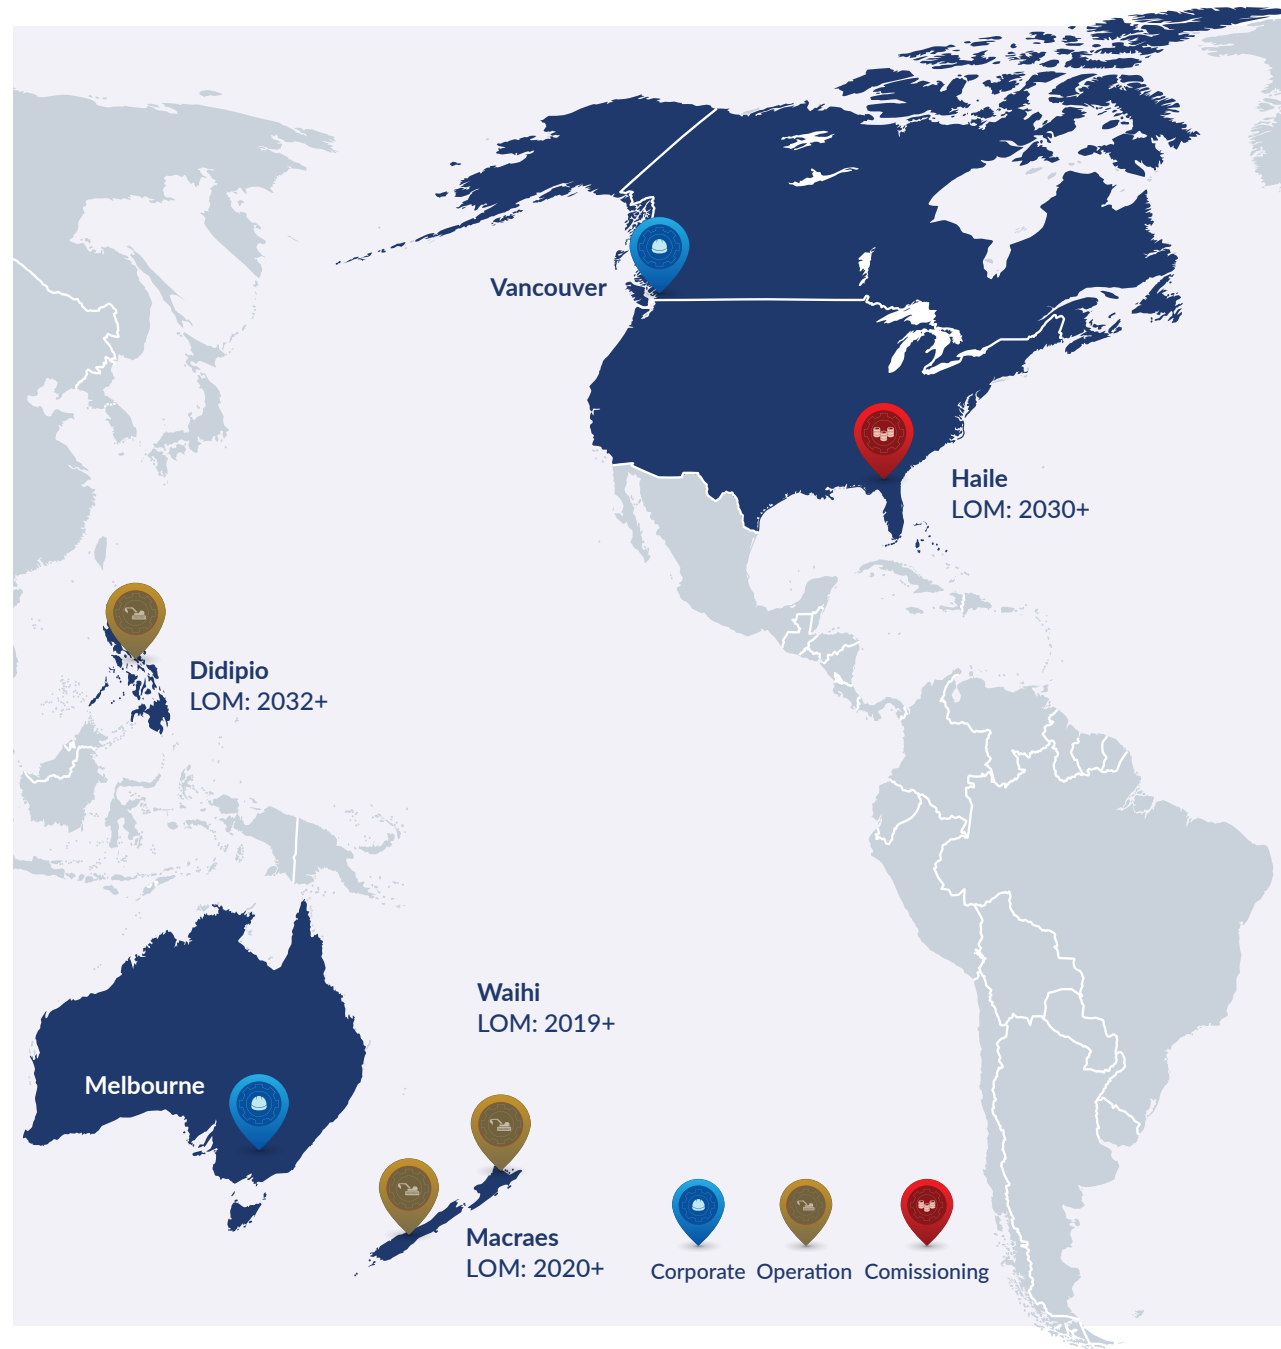 Vancouver
Haile
LOM: 2030+
Didipio
LOM: 2032+
Waihi
LOM: 2019+
Melbourne
Macraes
LOM: 2020+
Corporate
Operation
Comissioning